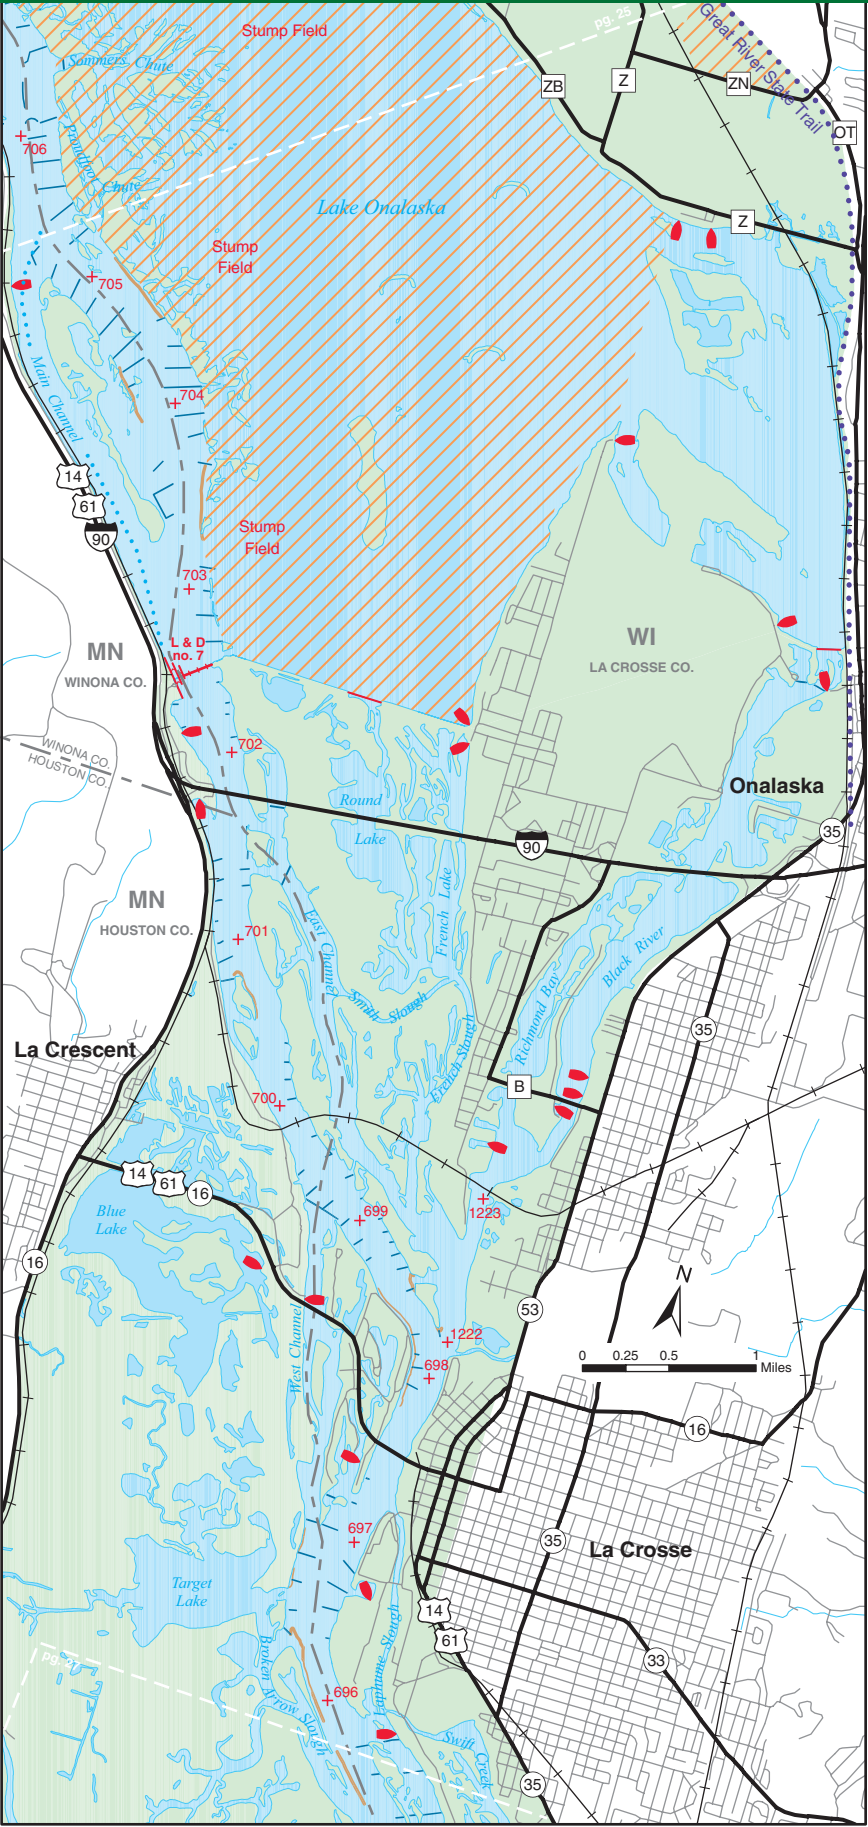 Stump Field
pg. 25
Great River State Trail
Sommers Chute
ZB
Z
ZN
OT
706
Proudfoot Chute
Lake Onalaska
Z
Stump
Field
705
Main Channel
704
14
61
90
Stump
Field
703
L & D
no. 7
MN
WINONA CO.
WI
LA CROSSE CO.
702
WINONA CO.
HOUSTON CO.
Onalaska
Round
Lake
35
90
MN
HOUSTON CO.
French Lake
701
East Channel
Black River
Richmond Bay
Smith Slough
35
La Crescent
French Slough
B
700
14
61
16
Blue
Lake
699
1223
16
N
53
West Channel
1222
0
0.25
0.5
1
Miles
698
16
697
35
La Crosse
Target
Lake
14
61
Broken Arrow Slough
Laphume Slough
33
696
Swift Creek
35